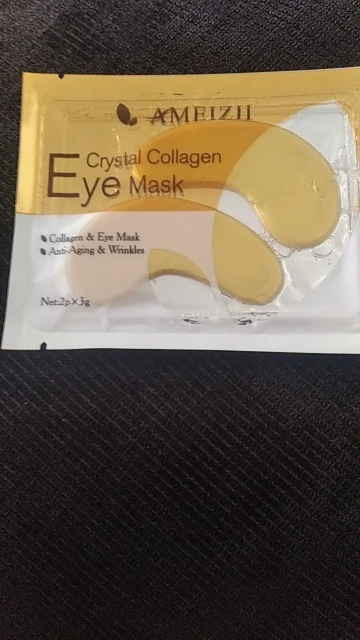 AMEIZII
Crystal Collagen
Eye Mask
Collagen & Eye Mask
Anti-Aging & Wrinkles
Net:2p×3g